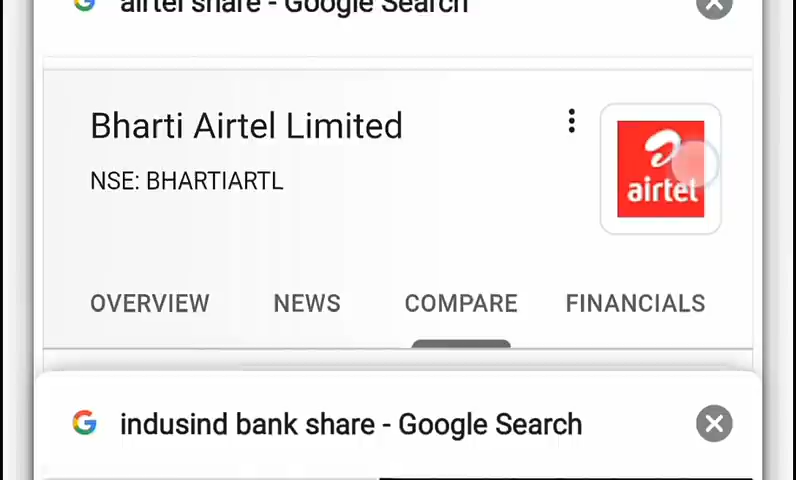 airtel share - Google Search
Bharti Airtel Limited
NSE: BHARTIARTL
airtel
OVERVIEW NEWS COMPARE FINANCIALS
indusind bank share - Google Search